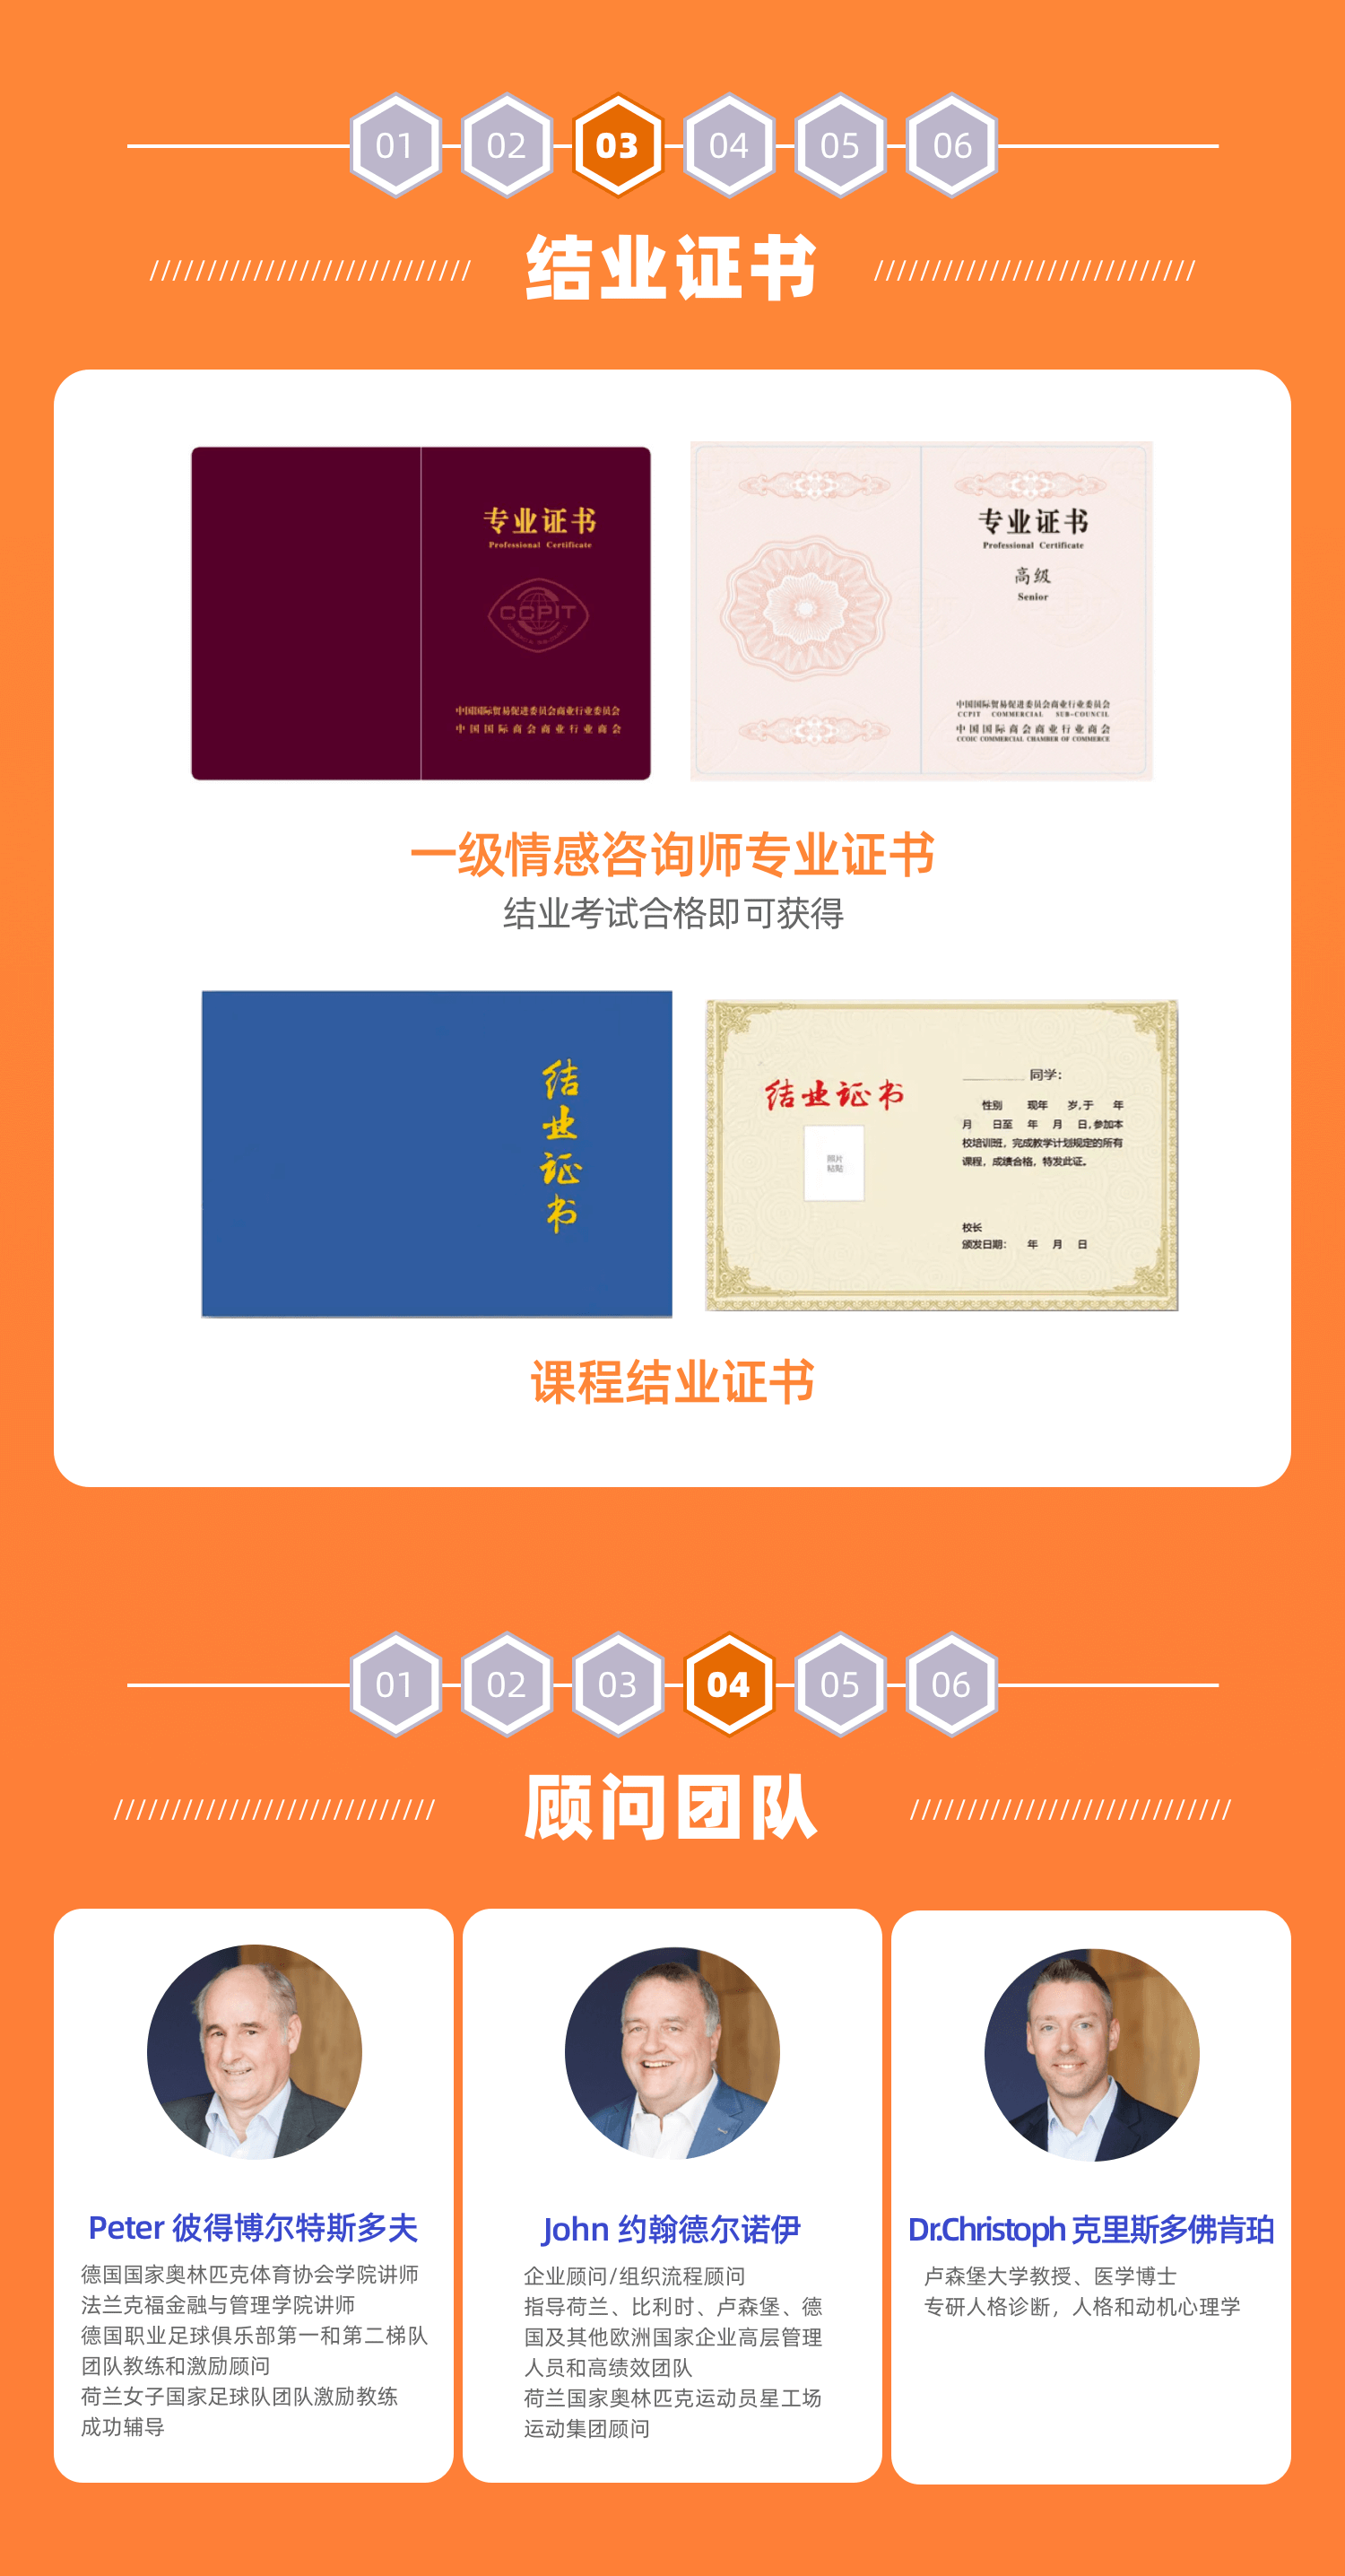 01 02 03 04 05 06
结业证书
专业证书
Professional Certificate
CCPIT
中国国际贸易促进委员会商业行业委员会
中国国际商会商业行业商会
专业证书
Professional Certificate
高级
Senior
中国国际贸易促进委员会商业行业委员会
CCPIT COMMERCIAL SUB-COUNCIL
中国国际商会商业行业商会
CCOIC COMMERCIAL CHAMBER OF COMMERCE
一级情感咨询师专业证书
结业考试合格即可获得
结业证书
结业证书
照片
粘贴
同学:
性别 现年 岁,于 年
月 日至 年 月 日,参加本
校培训班，完成教学计划规定的所有
课程，成绩合格，特发此证。
校长
颁发日期： 年 月 日
课程结业证书
01 02 03 04 05 06
顾问团队
Peter 彼得博尔特斯多夫
德国国家奥林匹克体育协会学院讲师
法兰克福金融与管理学院讲师
德国职业足球俱乐部第一和第二梯队
团队教练和激励顾问
荷兰女子国家足球队团队激励教练
成功辅导
John 约翰德尔诺伊
企业顾问/组织流程顾问
指导荷兰、比利时、卢森堡、德
国及其他欧洲国家企业高层管理
人员和高绩效团队
荷兰国家奥林匹克运动员星工场
运动集团顾问
Dr.Christoph 克里斯多佛肯珀
卢森堡大学教授、医学博士
专研人格诊断，人格和动机心理学